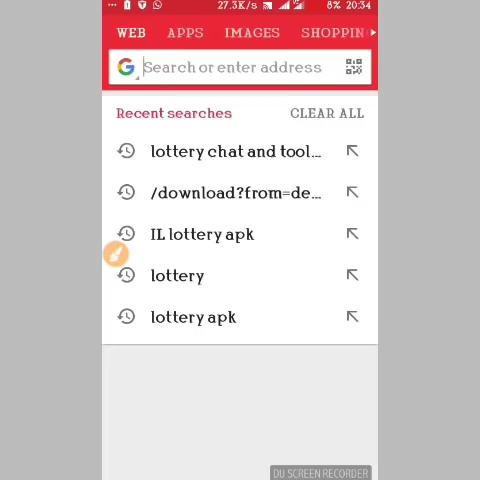 27.3K/s 8% 20:34
WEB APPS IMAGES SHOPPIN
Search or enter address
Recent searches CLEAR ALL
lottery chat and tool...
/download?from=de...
IL lottery apk
lottery
lottery apk
DU SCREEN RECORDER